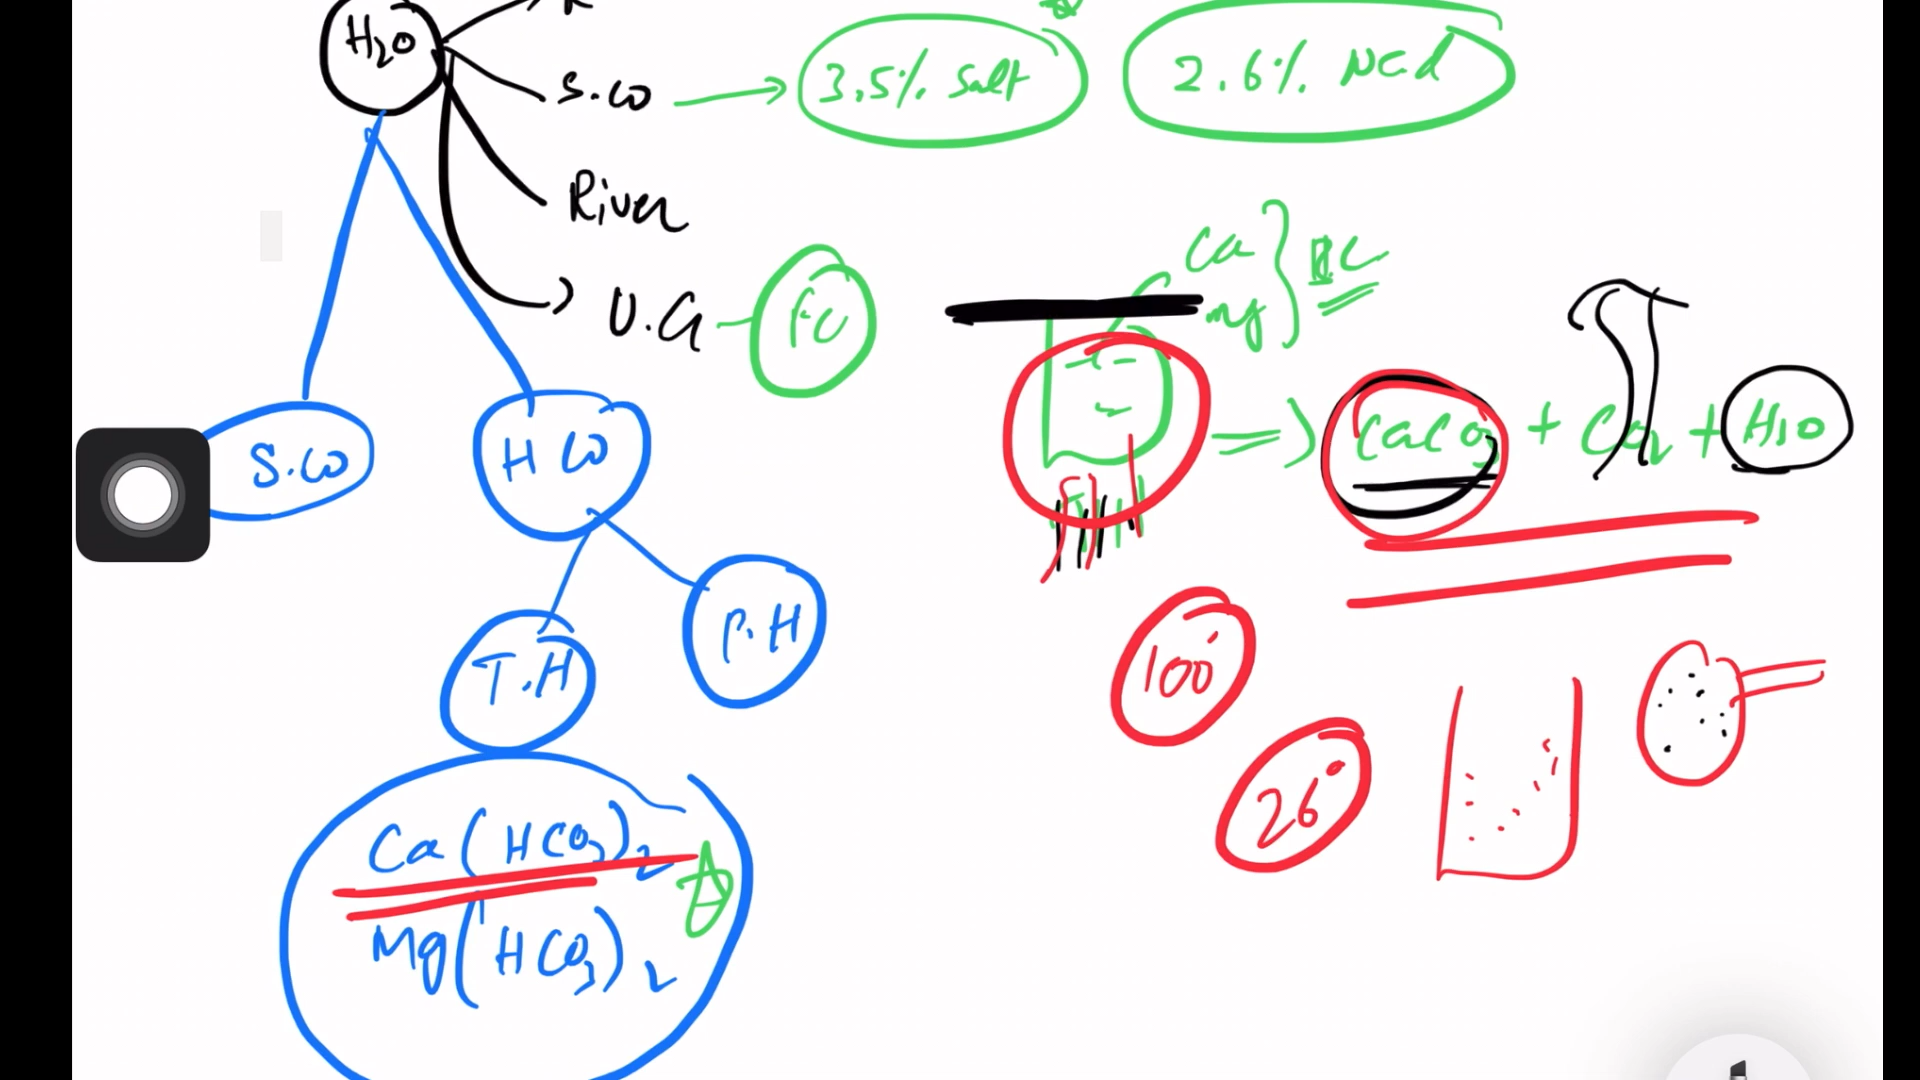 H2O
S.W → 3.5% Salt
2.6% NCd
River
U.G
Ca
mg
CaCO3 + CO2 + H2O
S.W
H W
T.H
P.H
100°
26°
Ca(HCO3)2
Mg(HCO3)2